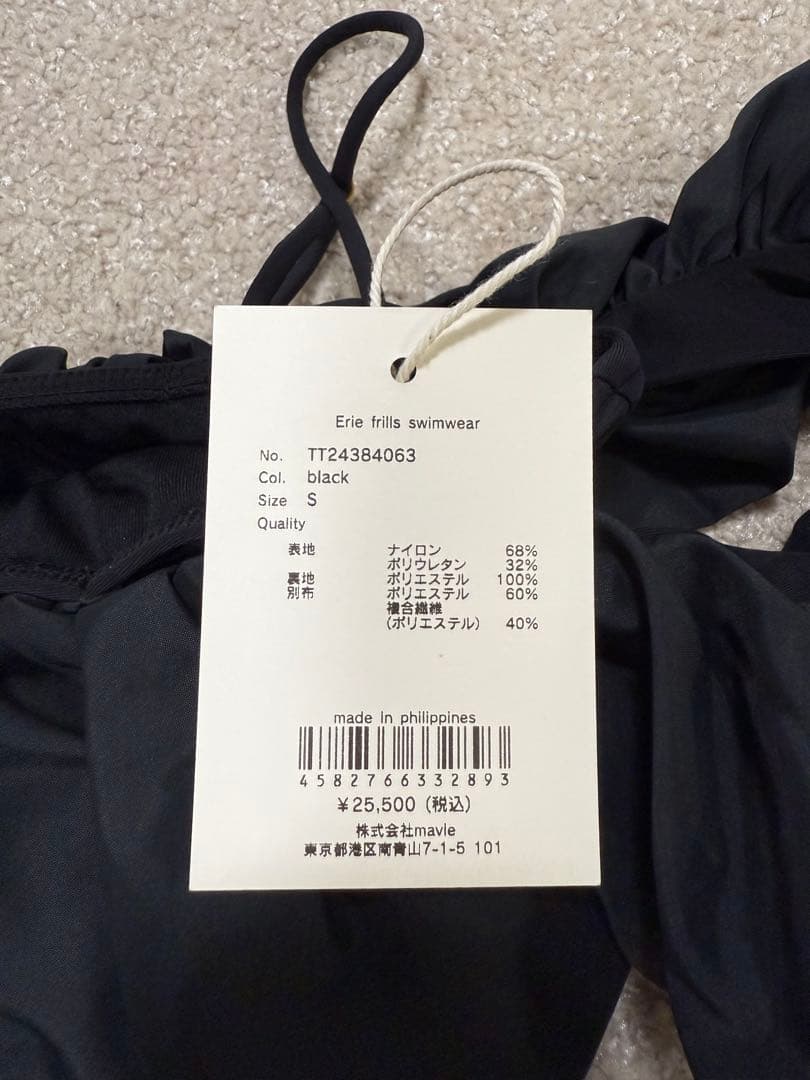 Erie frills swimwear
No. TT24384063
Col. black
Size S
Quality
表地 ナイロン 68%
ポリウレタン 32%
裏地 ポリエステル 100%
別布 ポリエステル 60%
複合繊維
(ポリエステル) 40%
made In philippines
4582766332893
¥25,500 (税込)
株式会社mavle
東京都港区南青山7-1-5 101